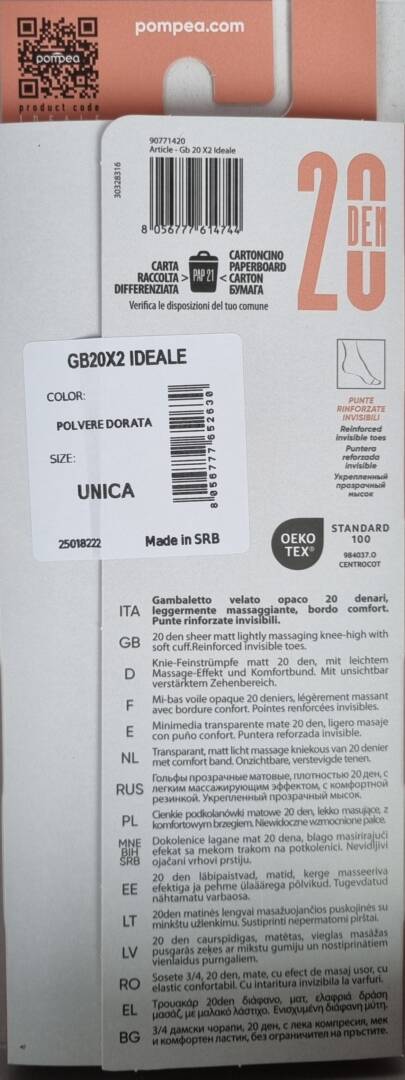 pompea.com
pompea
product code
90771420
Article - Gb 20 X2 Ideale
30328316
8 056777 614744
20
DEN
CARTA
RACCOLTA
DIFFERENZIATA
>
PAP 21
<
CARTONCINO
PAPERBOARD
CARTON
БУМАГА
Verifica le disposizioni del tuo comune
GB20X2 IDEALE
COLOR:
POLVERE DORATA
SIZE:
UNICA
8 056777 652630
25018222
Made in SRB
PUNTE
RINFORZATE
INVISIBILI
Reinforced
invisible toes
Puntera
reforzada
invisible
Укрепленный
прозрачный
мысок
OEKO
TEX®
STANDARD
100
984037.O
CENTROCOT
ITA Gambaletto velato opaco 20 denari,
leggermente massaggiante, bordo comfort.
Punte rinforzate invisibili.
GB 20 den sheer matt lightly massaging knee-high with
soft cuff.Reinforced invisible toes.
D Knie-Feinstrümpfe matt 20 den, mit leichtem
Massage-Effekt und Komfortbund. Mit unsichtbar
verstärktem Zehenbereich.
F Mi-bas voile opaque 20 deniers, légèrement massant
avec bordure confort. Pointes renforcées invisibles.
E Minimedia transparente mate 20 den, ligero masaje
con puño confort. Puntera reforzada invisible.
NL Transparant, matt licht massage kniekous van 20 denier
met comfort band. Onzichtbare, verstevigde tenen.
RUS Гольфы прозрачные матовые, плотностью 20 ден, с
легким массажирующим эффектом, с комфортной
резинкой. Укрепленный прозрачный мысок.
PL Cienkie podkolanówki matowe 20 den, lekko masujące, z
komfortowym brzegiem. Niewidoczne wzmocnione palce.
MNE
BIH
SRB
Dokolenice lagane mat 20 dena, blago masirirajući
efekat sa mekom trakom na potkolenici. Nevidljivi
ojačani vrhovi prstiju.
EE 20 den läbipaistvad, matid, kerge masseeriva
efektiga ja pehme ülaäärega põlvikud. Tugevdatud
nähtamatu varbaosa.
LT 20den matinės lengvai masažuojančios puskojinės su
minkštu užlenkimu. Sustiprinti nepermatomi pirštai.
LV 20 den caurspīdīgas, matētas, vieglas masāžas
pusgarās zeķes ar mīkstu gumiju un nostiprinātiem
vienlaidus purngaliem.
RO Sosete 3/4, 20 den, mate, cu efect de masaj usor, cu
elastic confortabil. Cu intaritura invizibila la varfuri.
EL Τρουακάρ 20den διάφανο, ματ, ελαφριά δράση
μασάζ, με μαλακό λάστιχο. Ενισχυμένη διάφανη μύτη.
BG 3/4 дамски чорапи, 20 ден, с лека компресия, мек
и комфортен ластик, без ограничител на пръстите.